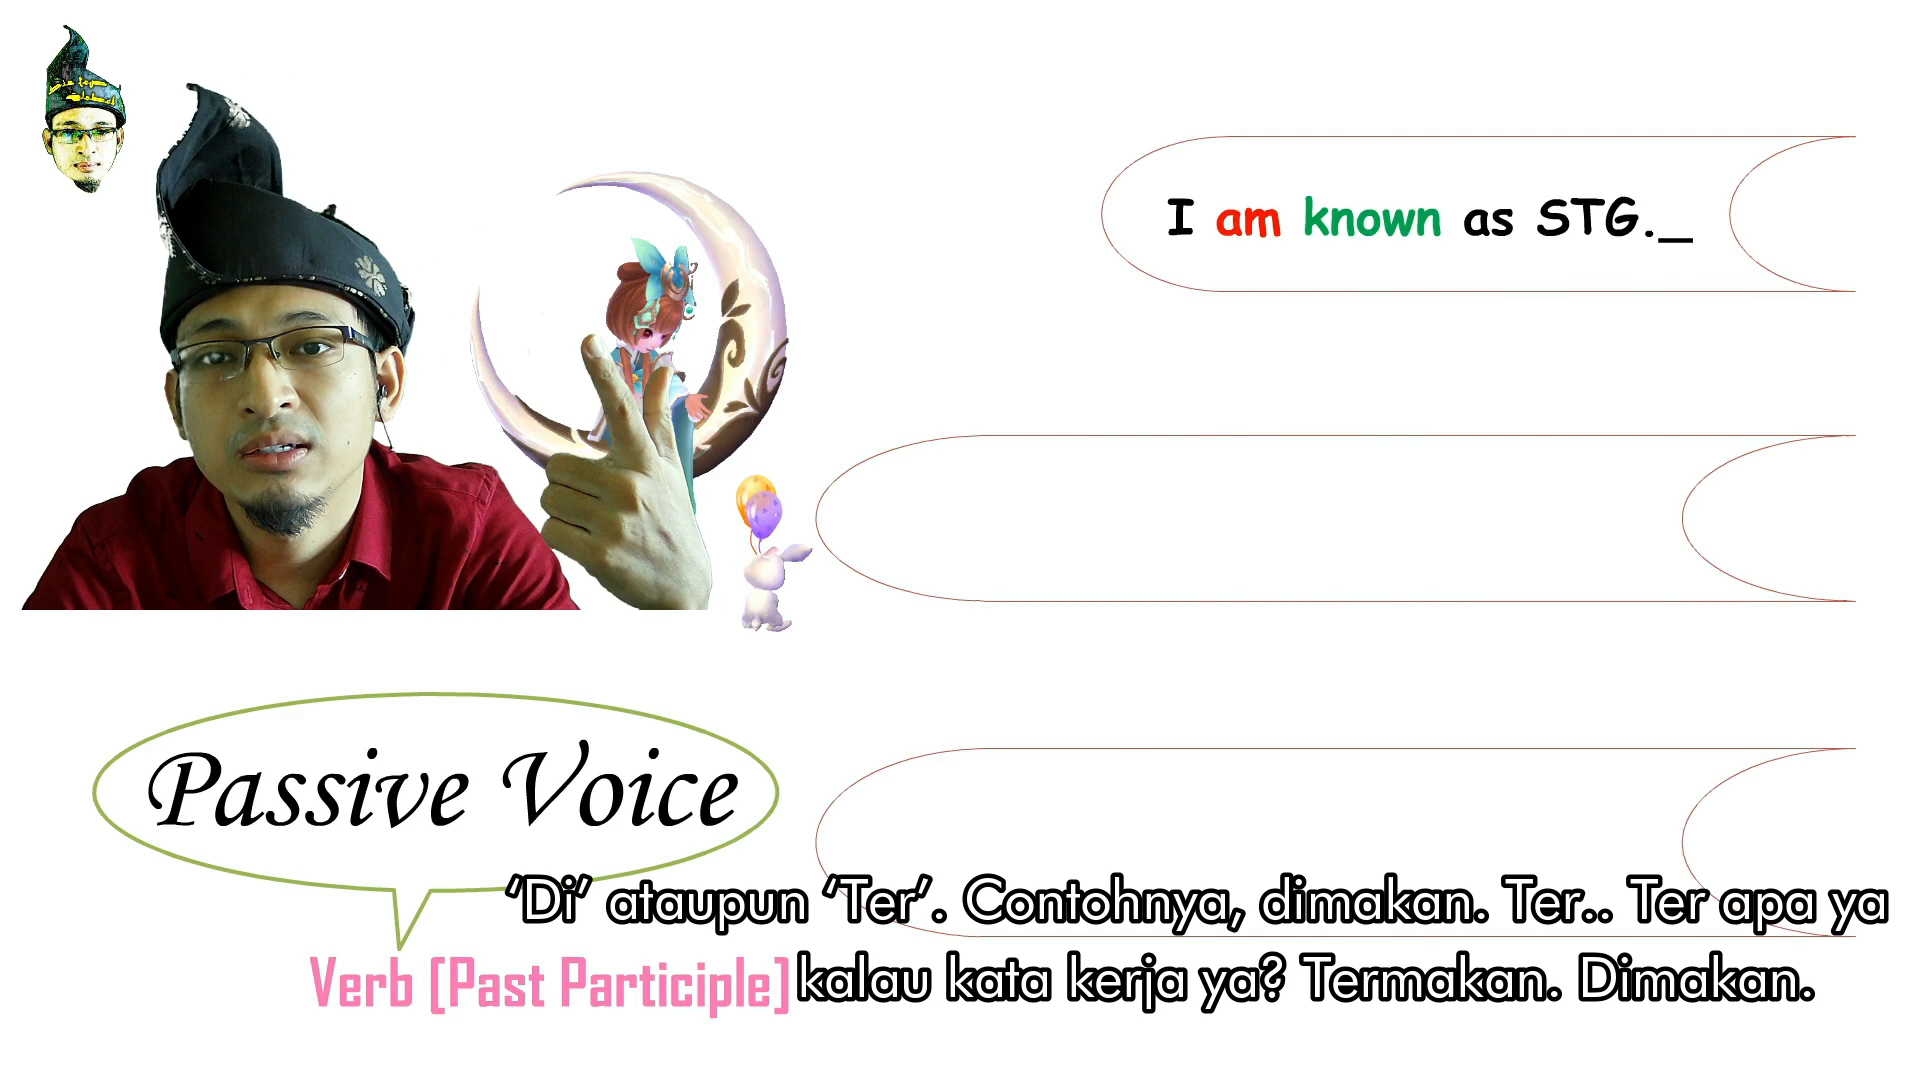 I am known as STG._
Passive Voice
Verb [Past Participle]
‘Di’ ataupun ‘Ter’. Contohnya, dimakan. Ter.. Ter apa ya
kalau kata kerja ya? Termakan. Dimakan.